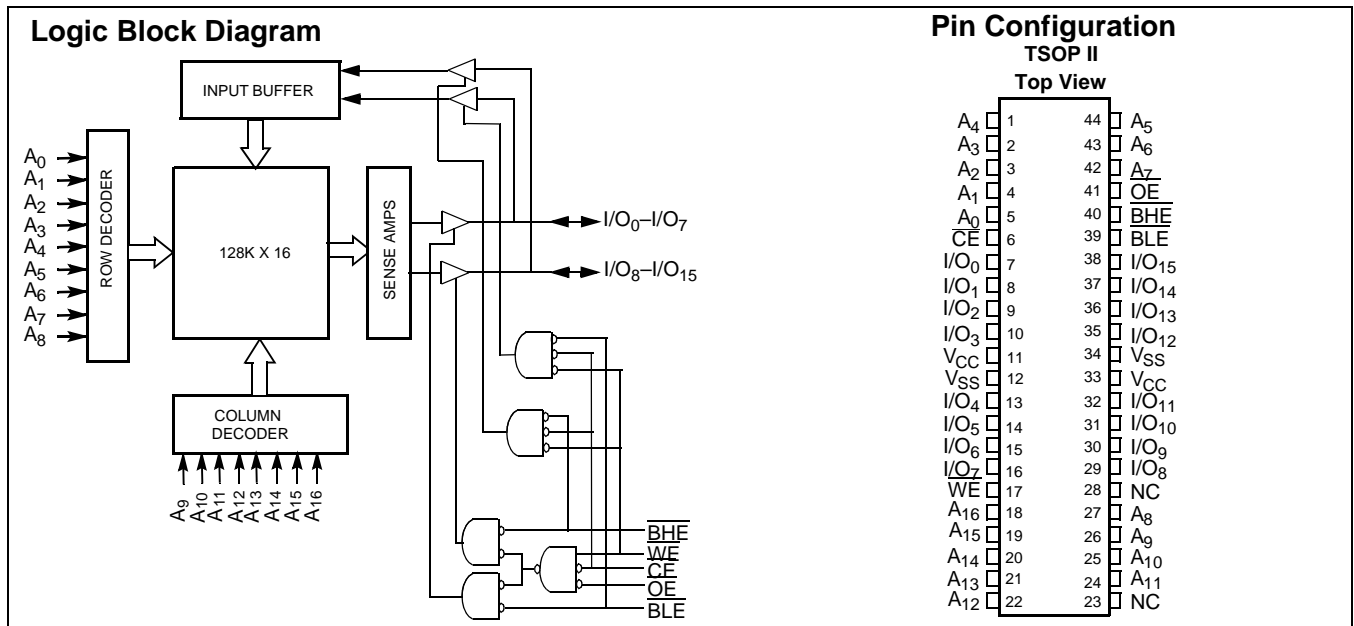 Logic Block Diagram
INPUT BUFFER
A0
A1
A2
A3
A4
A5
A6
A7
A8
ROW DECODER
128K X 16
SENSE AMPS
I/O0–I/O7
I/O8–I/O15
COLUMN
DECODER
A9
A10
A11
A12
A13
A14
A15
A16
BHE
WE
CE
OE
BLE
Pin Configuration
TSOP II
Top View
A4 1 44 A5
A3 2 43 A6
A2 3 42 A7
A1 4 41 OE
A0 5 40 BHE
CE 6 39 BLE
I/O0 7 38 I/O15
I/O1 8 37 I/O14
I/O2 9 36 I/O13
I/O3 10 35 I/O12
VCC 11 34 VSS
VSS 12 33 VCC
I/O4 13 32 I/O11
I/O5 14 31 I/O10
I/O6 15 30 I/O9
I/O7 16 29 I/O8
WE 17 28 NC
A16 18 27 A8
A15 19 26 A9
A14 20 25 A10
A13 21 24 A11
A12 22 23 NC